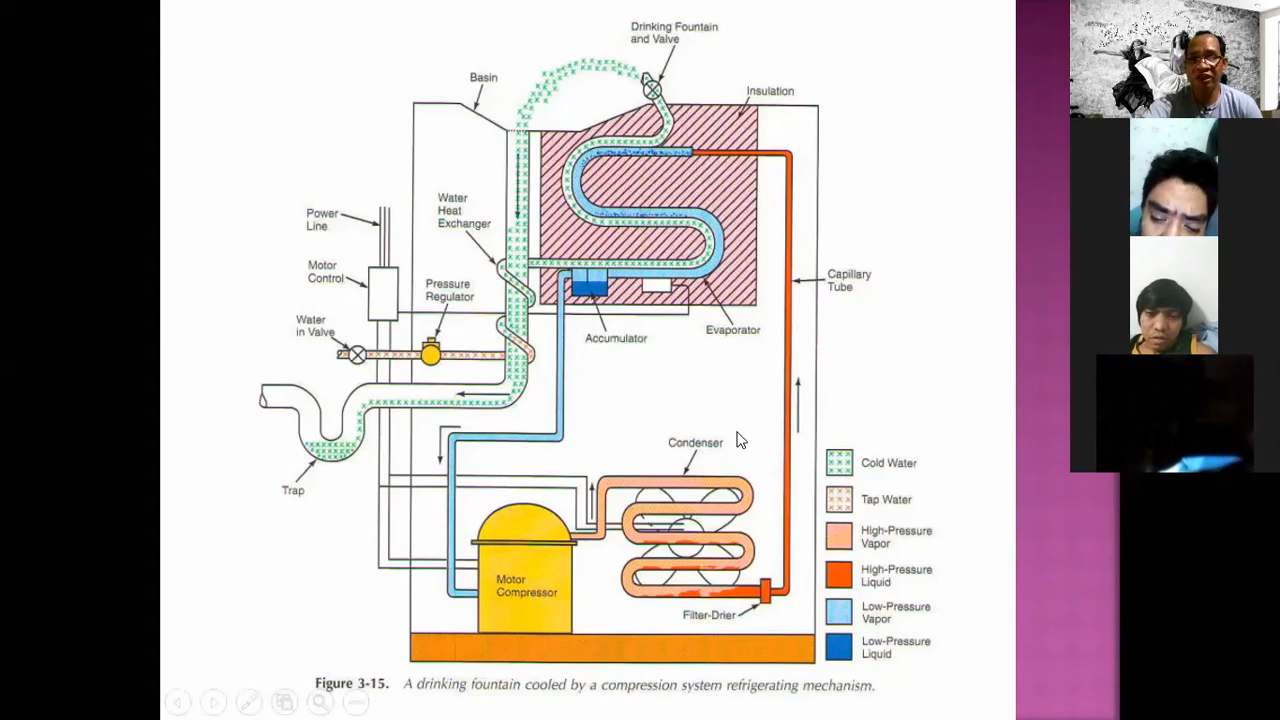 Drinking Fountain
and Valve
Basin
Insulation
Water
Heat
Exchanger
Power
Line
Motor
Control
Pressure
Regulator
Water
in Valve
Capillary
Tube
Evaporator
Accumulator
Trap
Condenser
Motor
Compressor
Filter-Drier
Cold Water
Tap Water
High-Pressure
Vapor
High-Pressure
Liquid
Low-Pressure
Vapor
Low-Pressure
Liquid
Figure 3-15. A drinking fountain cooled by a compression system refrigerating mechanism.